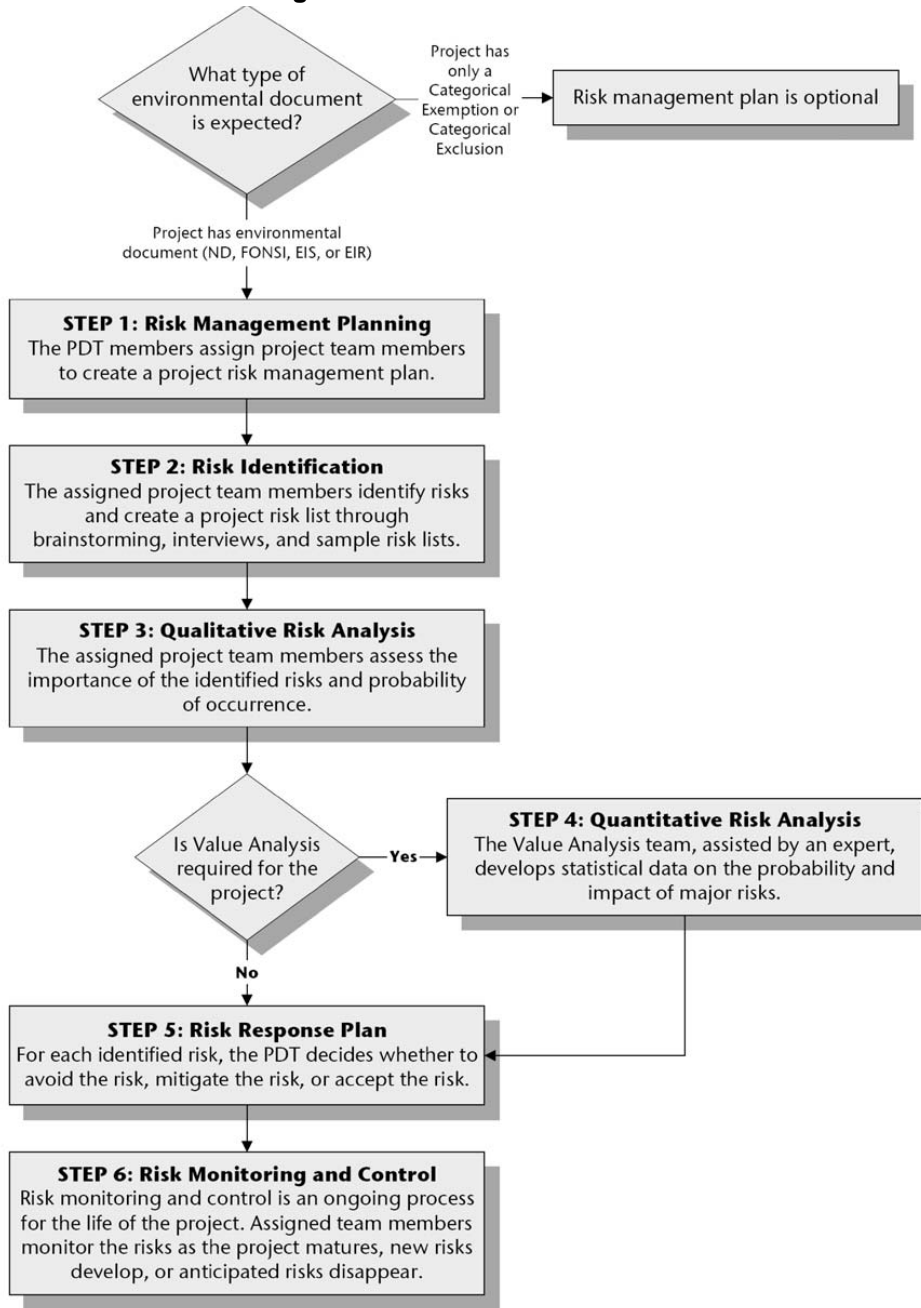 What type of
environmental document
is expected?
Project has
only a
Categorical
Exemption or
Categorical
Exclusion
Risk management plan is optional
Project has environmental
document (ND, FONSI, EIS, or EIR)
STEP 1: Risk Management Planning
The PDT members assign project team members
to create a project risk management plan.
STEP 2: Risk Identification
The assigned project team members identify risks
and create a project risk list through
brainstorming, interviews, and sample risk lists.
STEP 3: Qualitative Risk Analysis
The assigned project team members assess the
importance of the identified risks and probability
of occurrence.
Is Value Analysis
required for the
project?
Yes
STEP 4: Quantitative Risk Analysis
The Value Analysis team, assisted by an expert,
develops statistical data on the probability and
impact of major risks.
No
STEP 5: Risk Response Plan
For each identified risk, the PDT decides whether to
avoid the risk, mitigate the risk, or accept the risk.
STEP 6: Risk Monitoring and Control
Risk monitoring and control is an ongoing process
for the life of the project. Assigned team members
monitor the risks as the project matures, new risks
develop, or anticipated risks disappear.